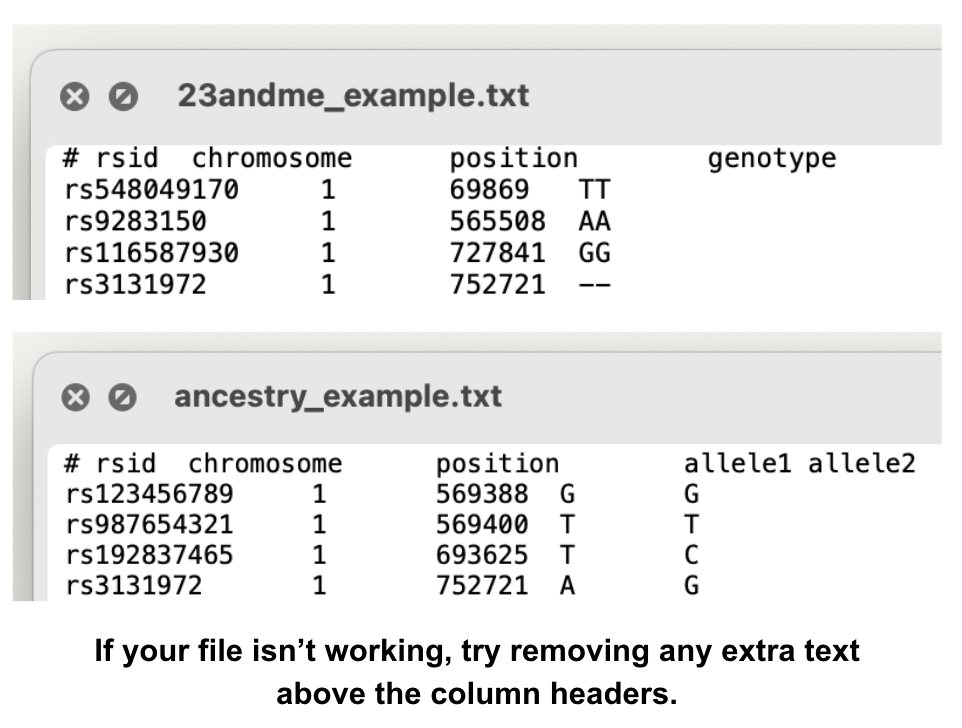 23andme_example.txt
# rsid chromosome position genotype
rs548049170 1 69869 TT
rs9283150 1 565508 AA
rs116587930 1 727841 GG
rs3131972 1 752721 --
ancestry_example.txt
# rsid chromosome position allele1 allele2
rs123456789 1 569388 G G
rs987654321 1 569400 T T
rs192837465 1 693625 T C
rs3131972 1 752721 A G
If your file isn’t working, try removing any extra text
above the column headers.